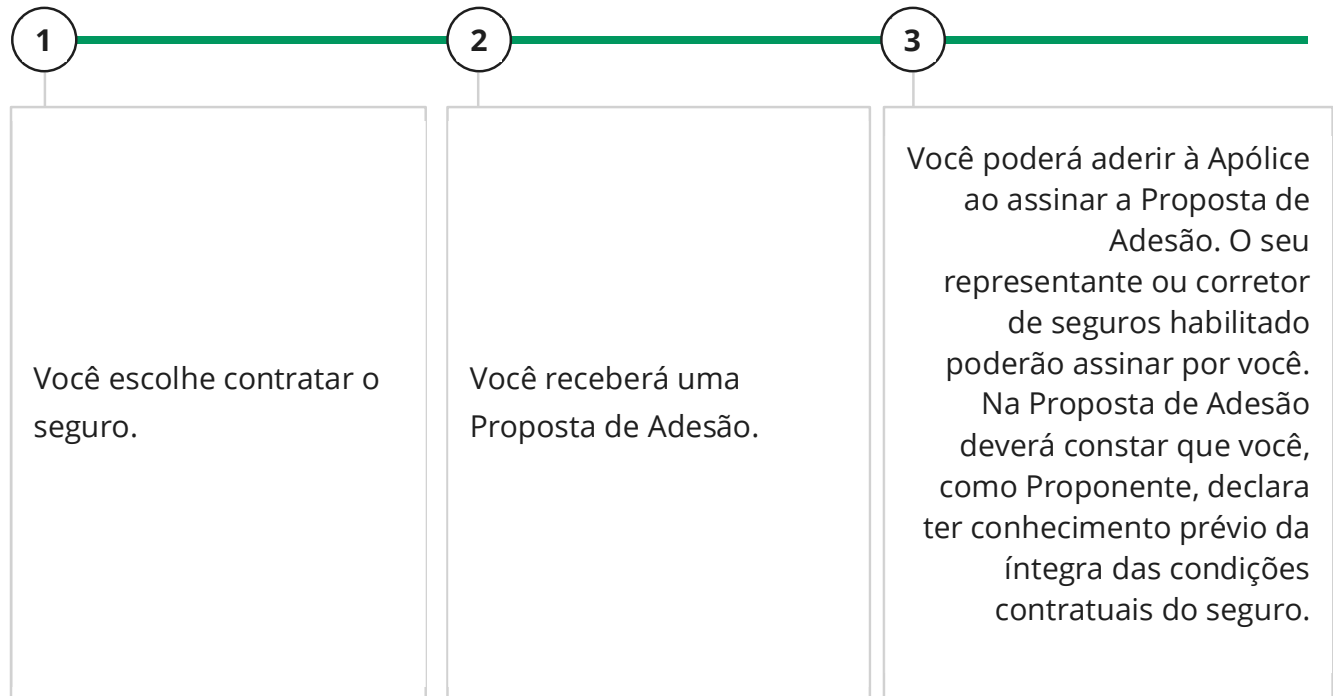 1
2
3
Você escolhe contratar o
seguro.
Você receberá uma
Proposta de Adesão.
Você poderá aderir à Apólice
ao assinar a Proposta de
Adesão. O seu
representante ou corretor
de seguros habilitado
poderão assinar por você.
Na Proposta de Adesão
deverá constar que você,
como Proponente, declara
ter conhecimento prévio da
íntegra das condições
contratuais do seguro.